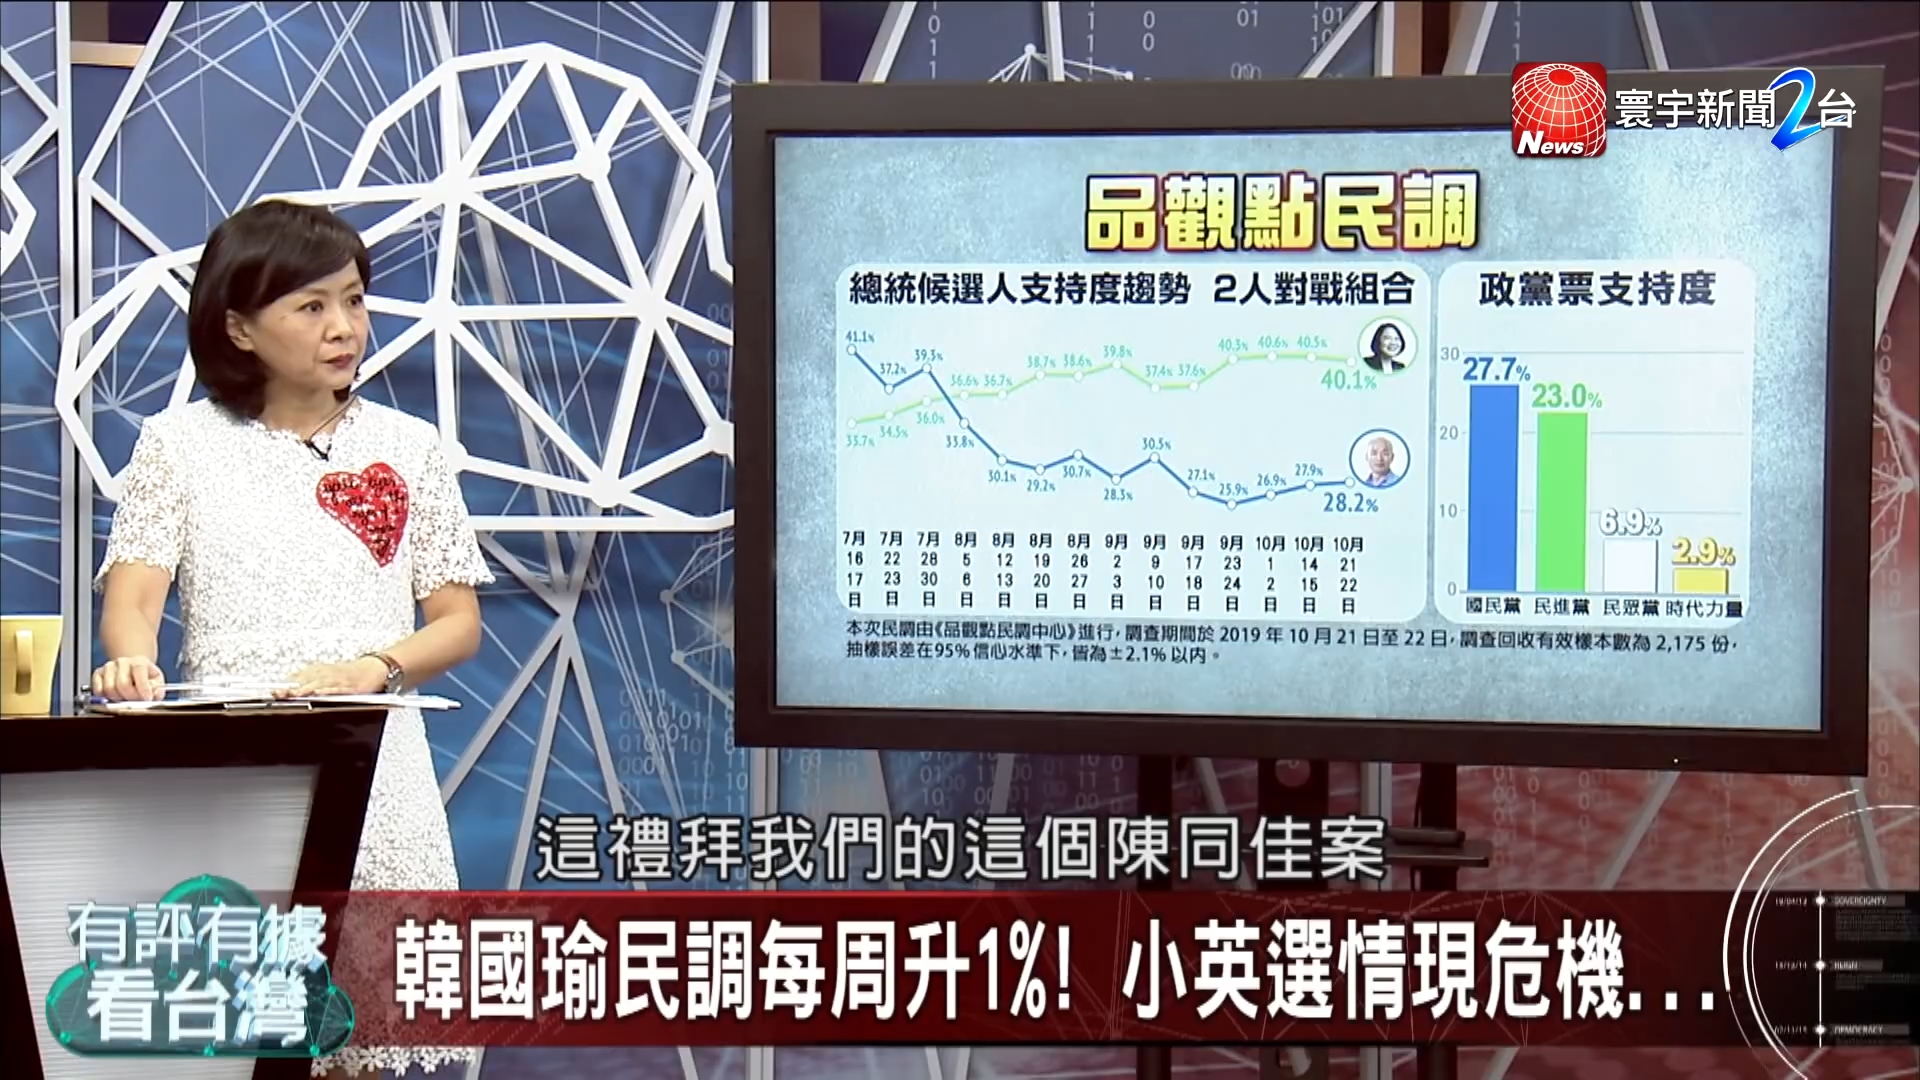 寰宇新聞2台
News
品觀點民調
總統候選人支持度趨勢 2人對戰組合
政黨票支持度
41.1% 37.2% 39.3% 33.8% 30.1% 29.2% 30.7% 28.3% 30.5% 27.1% 25.9% 26.9% 27.9% 28.2%
33.7% 34.5% 36.0% 36.6% 36.7% 38.7% 38.6% 39.8% 37.4% 37.6% 40.3% 40.6% 40.5% 40.1%
7月 7月 7月 8月 8月 8月 8月 9月 9月 9月 9月 10月 10月 10月
16 22 28 5 12 19 26 2 9 17 23 1 14 21
17 23 30 6 13 20 27 3 10 18 24 2 15 22
日 日 日 日 日 日 日 日 日 日 日 日 日 日
30
20
10
0
27.7% 23.0% 6.9% 2.9%
國民黨 民進黨 民眾黨 時代力量
本次民調由《品觀點民調中心》進行，調查期間於 2019 年 10 月 21 日至 22 日，調查回收有效樣本數為 2,175 份，
抽樣誤差在95%信心水準下，皆為±2.1%以內。
這禮拜我們的這個陳同佳案
有評有據
看台灣
韓國瑜民調每周升1%! 小英選情現危機...
SOVEREIGNTY
REIGN
DEMOCRACY